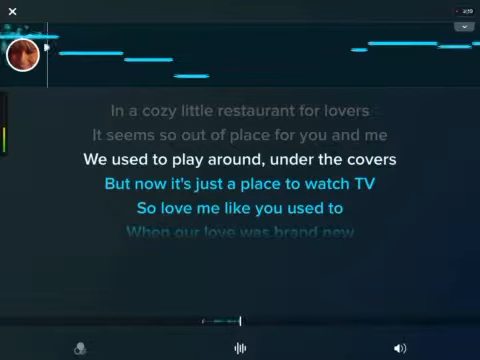 In a cozy little restaurant for lovers
It seems so out of place for you and me
We used to play around, under the covers
But now it's just a place to watch TV
So love me like you used to
When our love was brand new